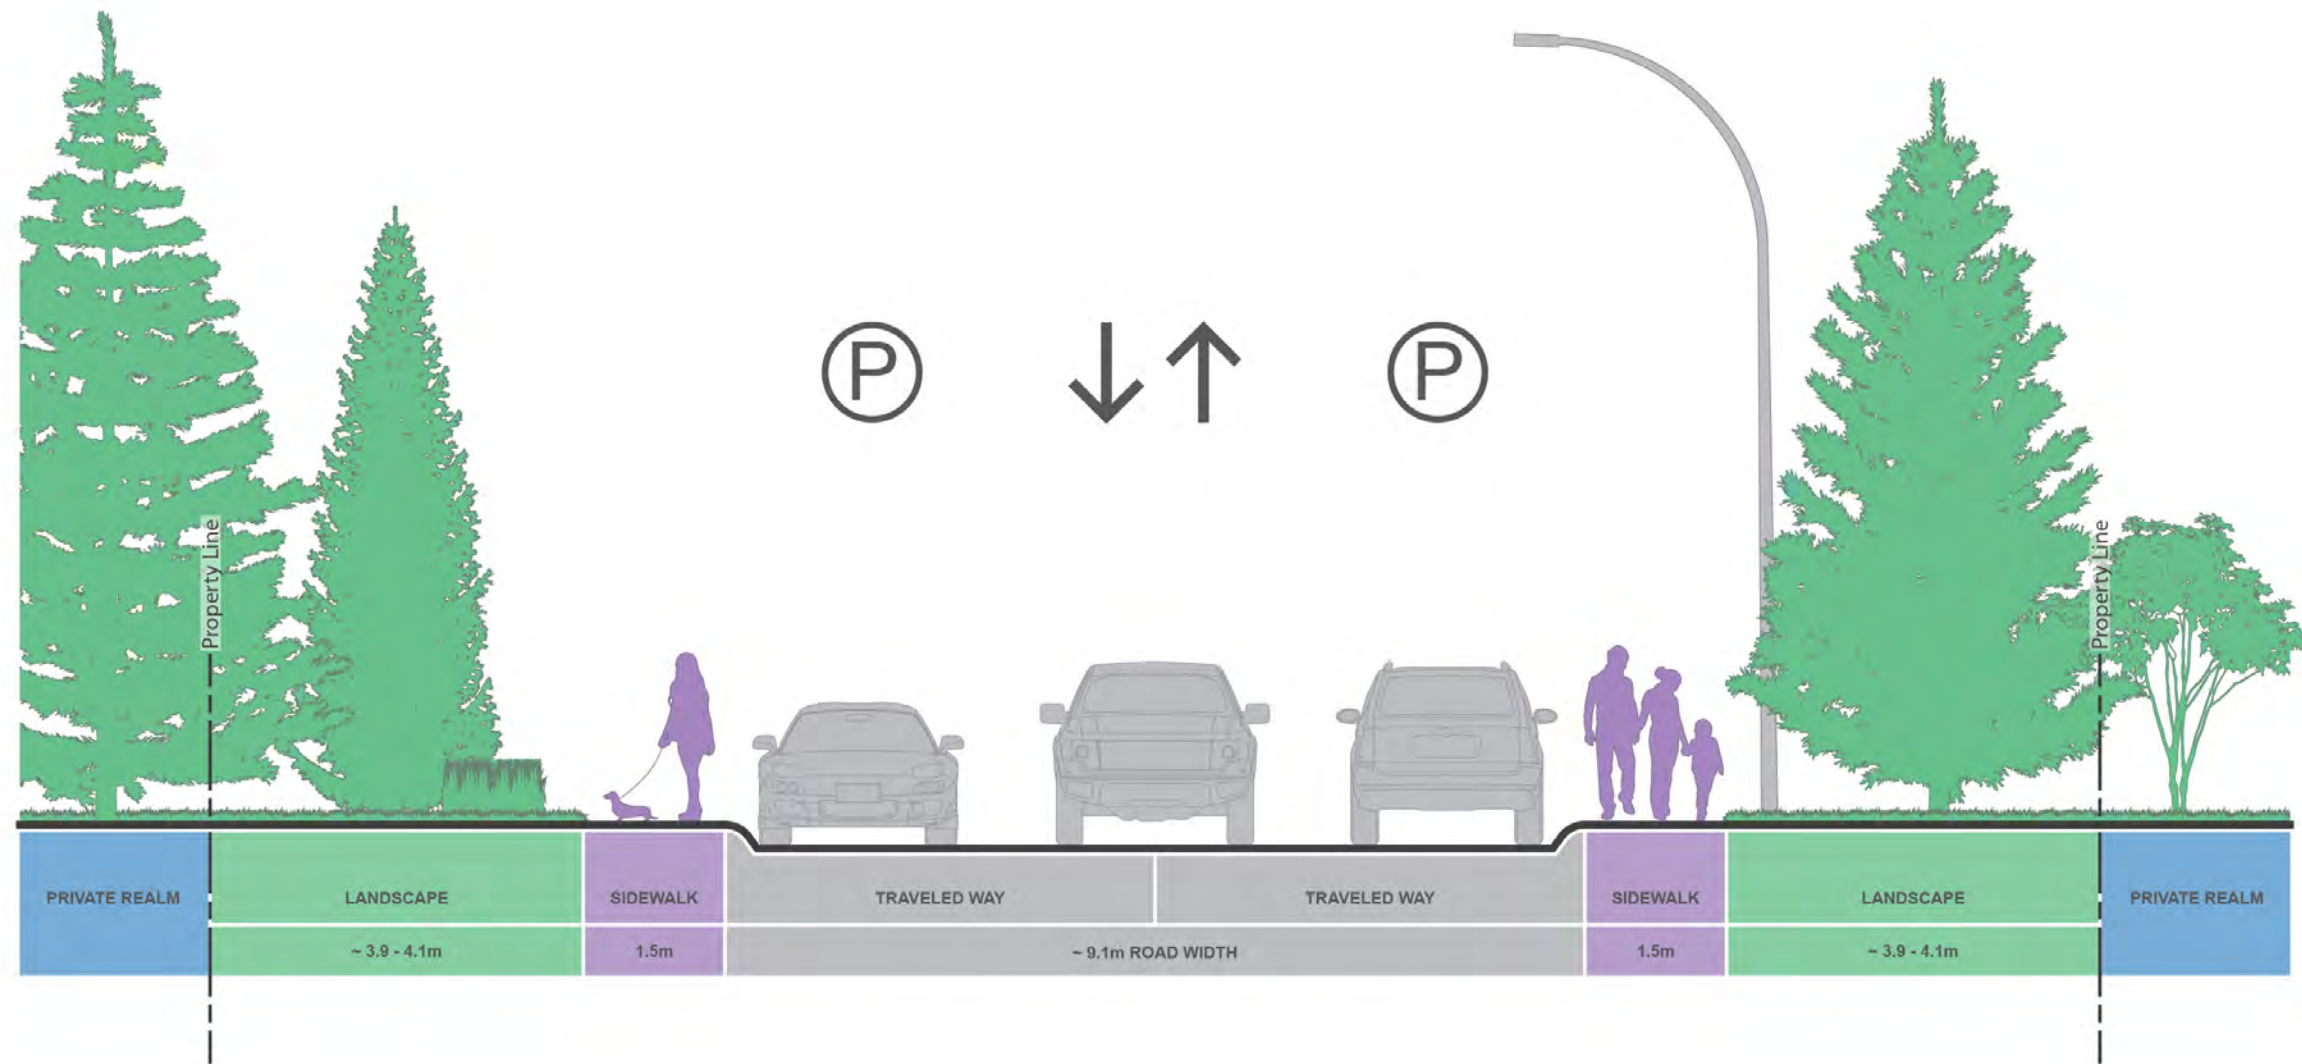 P
P
Property Line
Property Line
PRIVATE REALM
LANDSCAPE
SIDEWALK
TRAVELED WAY
TRAVELED WAY
SIDEWALK
LANDSCAPE
PRIVATE REALM
~ 3.9 - 4.1m
1.5m
~ 9.1m ROAD WIDTH
1.5m
~ 3.9 - 4.1m